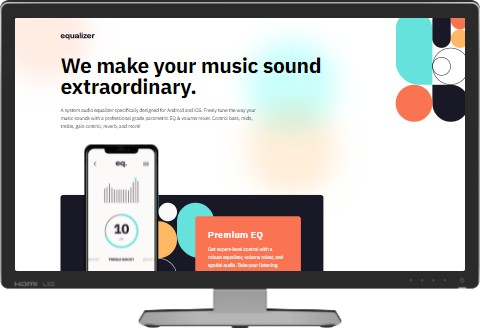 equalizer
We make your music sound
extraordinary.
A system audio equalizer specifically designed for Android and iOS. Freely tune the way your
music sounds with a professional grade parametric EQ & volume mixer. Control bass, mids,
treble, gain control, reverb, and more!
eq.
10
TREBLE BOOST
Premium EQ
Get expert-level control with a
robust equalizer, volume mixer, and
spatial audio. Take your listening
HDMI LED